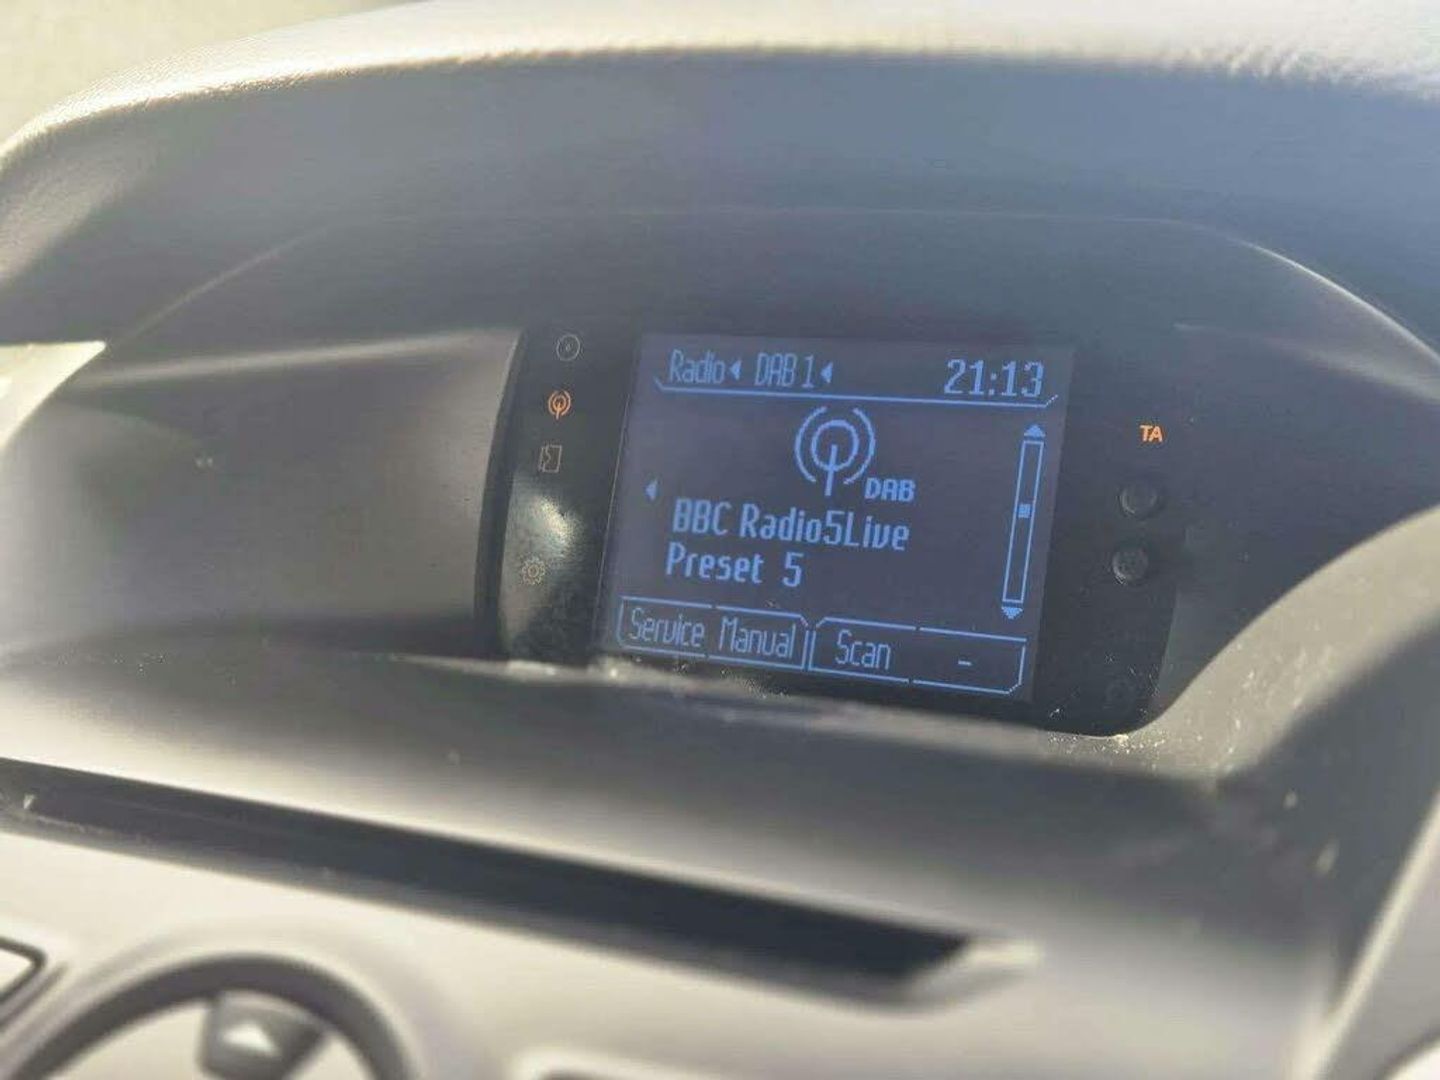 Radio DAB 1 21:13
TA
DAB
BBC Radio5Live
Preset 5
Service Manual Scan -